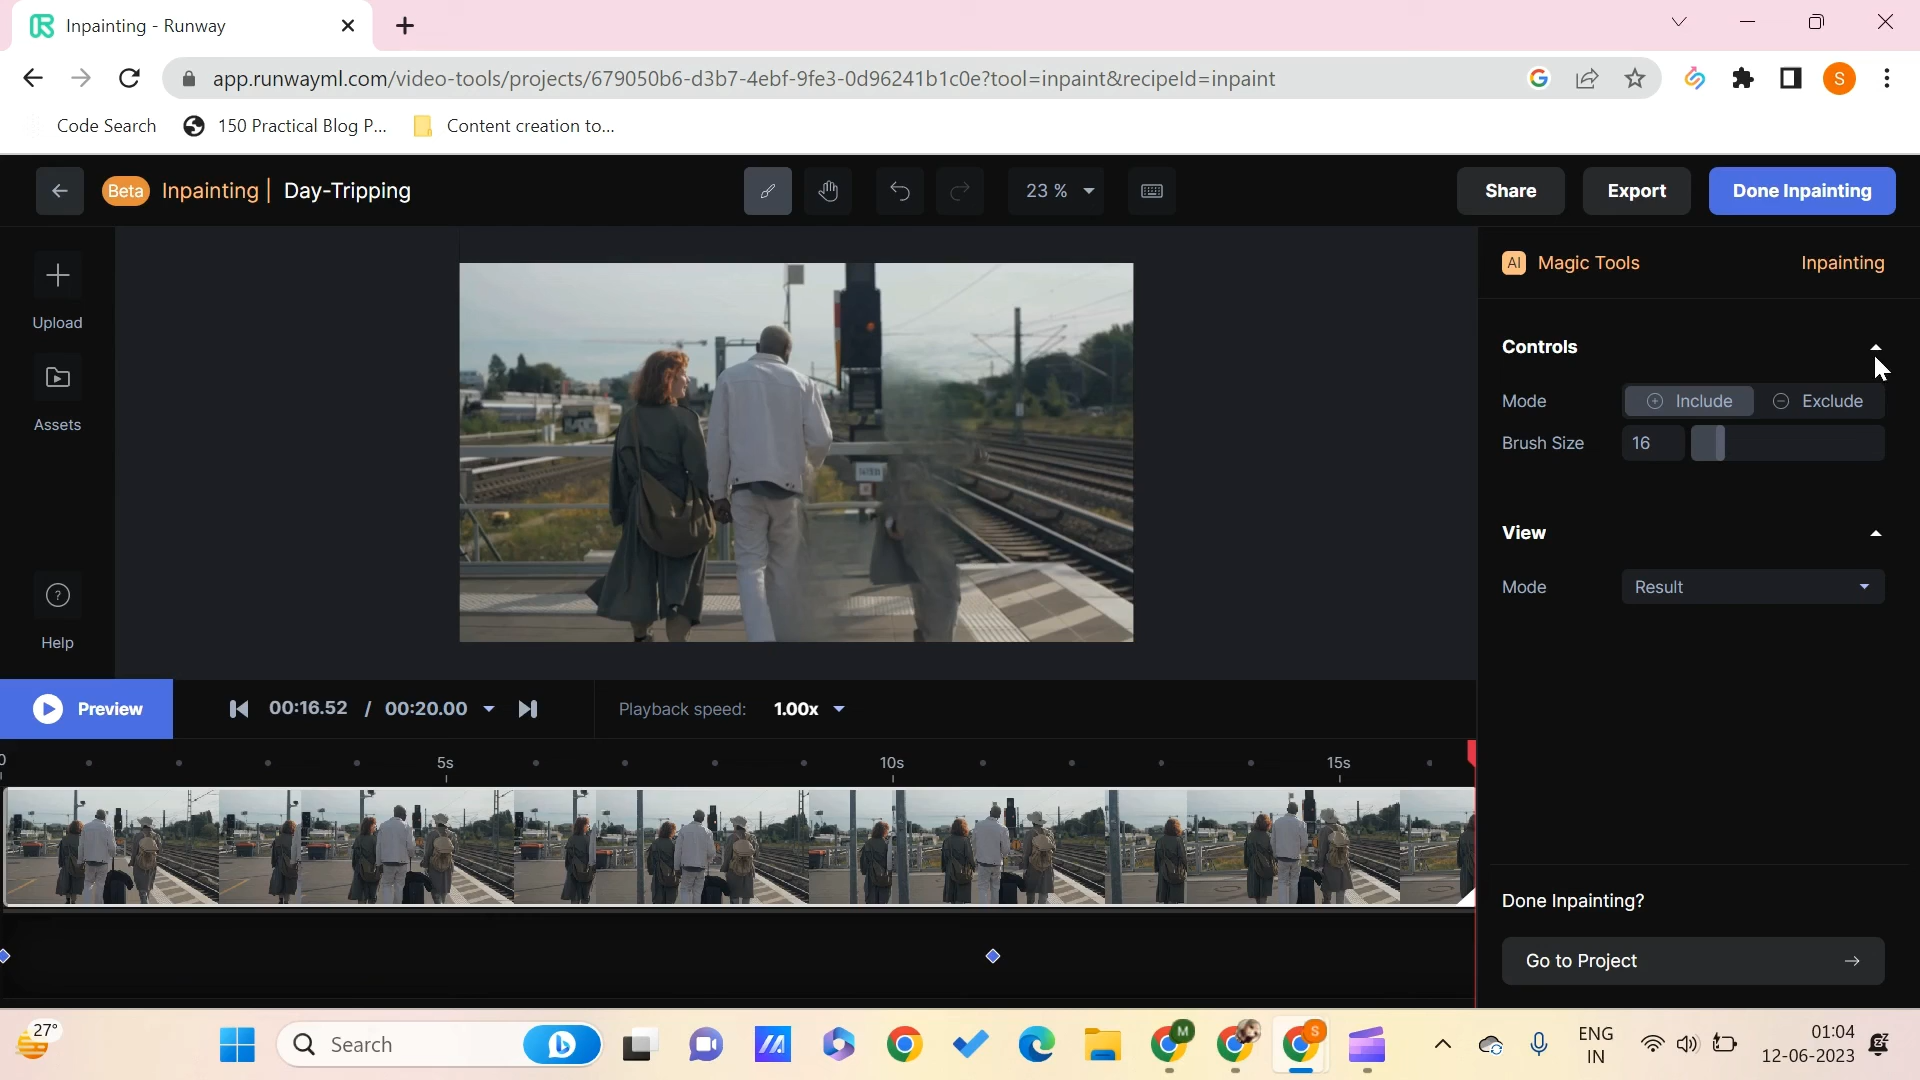 Inpainting - Runway
app.runwayml.com/video-tools/projects/679050b6-d3b7-4ebf-9fe3-0d96241b1c0e?tool=inpaint&recipeId=inpaint
S
Code Search
150 Practical Blog P...
Content creation to...
Beta Inpainting | Day-Tripping
23 %
Share
Export
Done Inpainting
Upload
Assets
Help
AI Magic Tools
Inpainting
Controls
Mode
Include
Exclude
Brush Size
16
View
Mode
Result
Preview
00:16.52 / 00:20.00
Playback speed: 1.00x
0
5s
10s
15s
Done Inpainting?
Go to Project
27°
Search
M
S
ENG
IN
01:04
12-06-2023